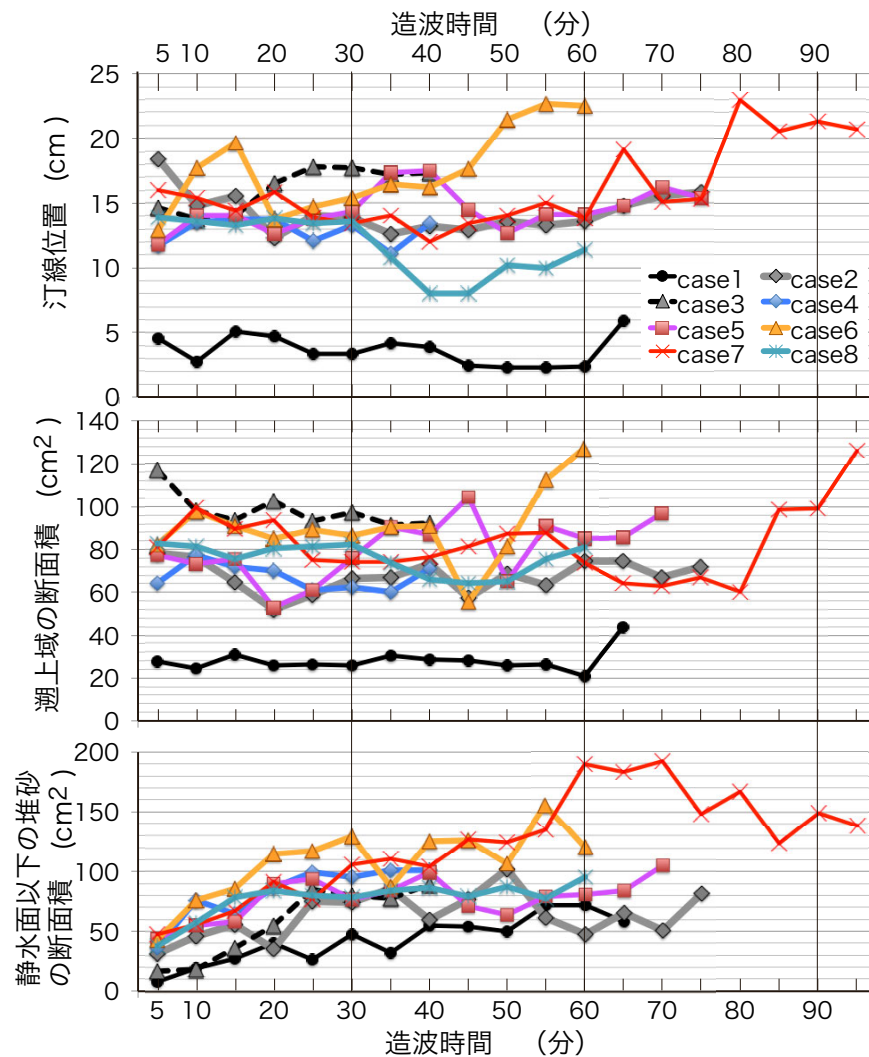 造波時間 （分）
5 10 20 30 40 50 60 70 80 90
汀線位置 (cm)
25
20
15
10
5
0
case1 case2
case3 case4
case5 case6
case7 case8
遡上域の断面積 (cm2)
140
120
100
80
60
40
20
0
静水面以下の堆砂
の断面積 (cm2)
200
150
100
50
0
5 10 20 30 40 50 60 70 80 90
造波時間 （分）